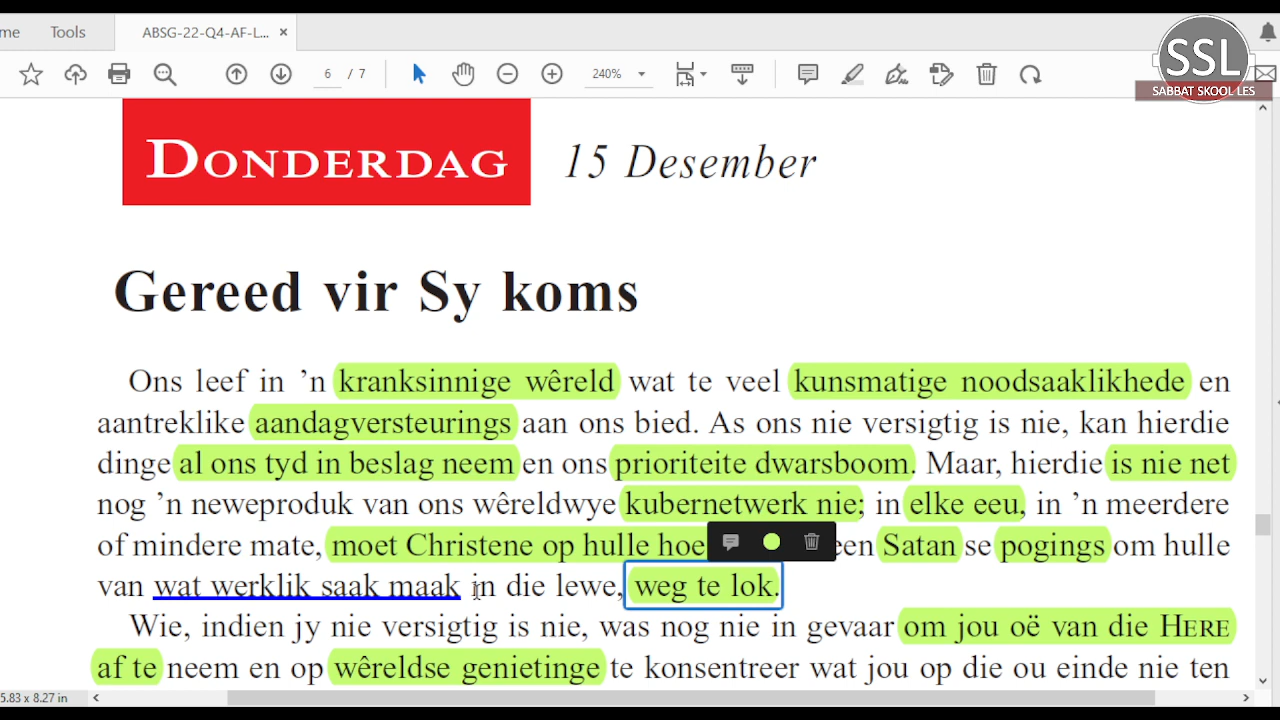 me Tools ABSG-22-Q4-AF-L... ×
SSL
SABBAT SKOOL LES
6 / 7 240%
DONDERDAG 15 Desember
Gereed vir Sy koms
Ons leef in ’n kranksinnige wêreld wat te veel kunsmatige noodsaaklikhede en
aantreklike aandagversteurings aan ons bied. As ons nie versigtig is nie, kan hierdie
dinge al ons tyd in beslag neem en ons prioriteite dwarsboom. Maar, hierdie is nie net
nog ’n neweproduk van ons wêreldwye kubernetwerk nie; in elke eeu, in ’n meerdere
of mindere mate, moet Christene op hulle hoe een Satan se pogings om hulle
van wat werklik saak maak in die lewe, weg te lok.
Wie, indien jy nie versigtig is nie, was nog nie in gevaar om jou oë van die HERE
af te neem en op wêreldse genietinge te konsentreer wat jou op die ou einde nie ten
5.83 x 8.27 in